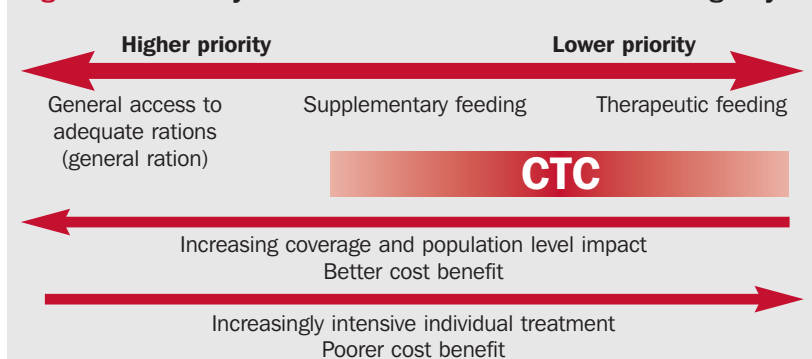 Higher priority
Lower priority
General access to
adequate rations
(general ration)
Supplementary feeding
Therapeutic feeding
CTC
Increasing coverage and population level impact
Better cost benefit
Increasingly intensive individual treatment
Poorer cost benefit